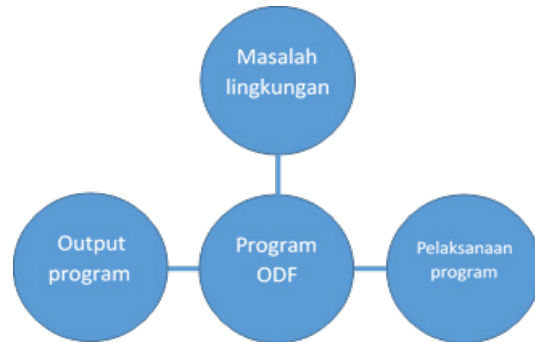 Masalah
lingkungan
Output
program
Program
ODF
Pelaksanaan
program